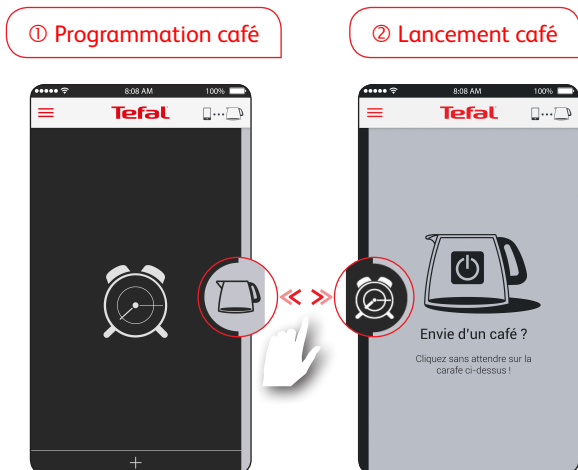 ① Programmation café
② Lancement café
8:08 AM 100%
Tefal
8:08 AM 100%
Tefal
Envie d'un café ?
Cliquez sans attendre sur la
carafe ci-dessus !